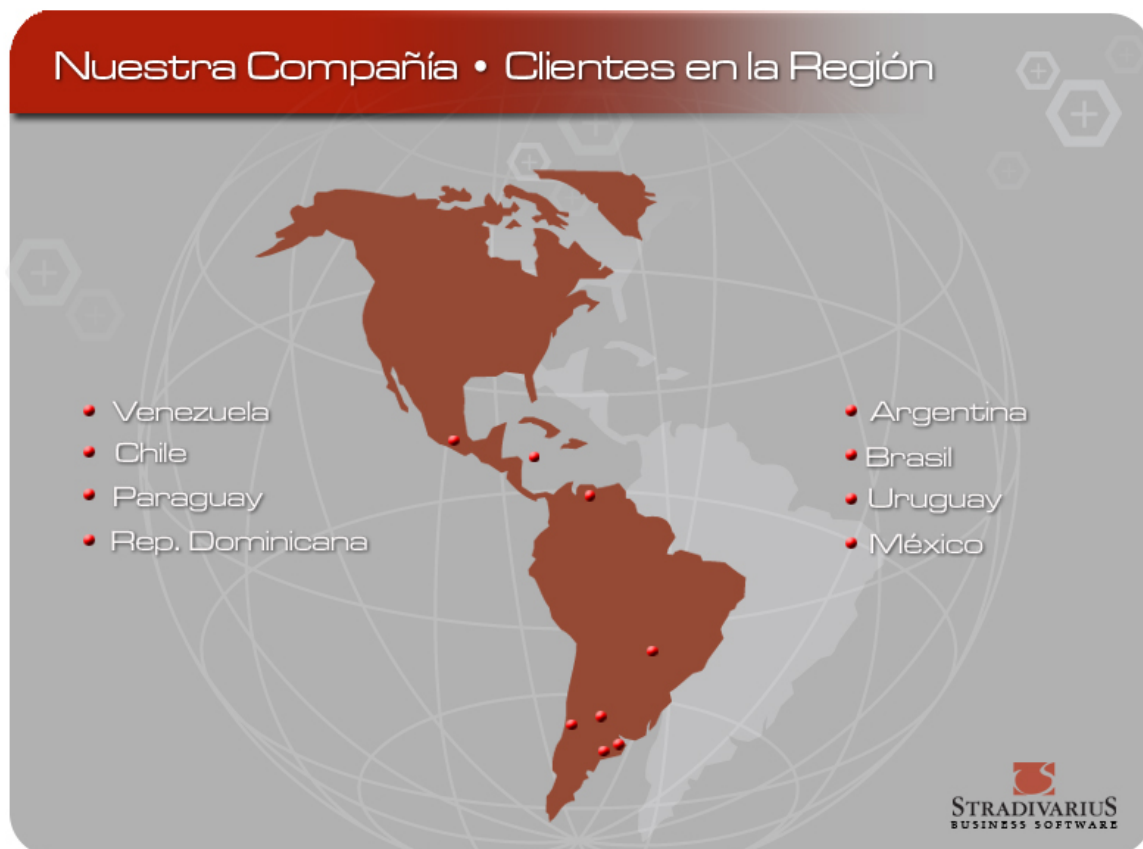 Nuestra Compañía • Clientes en la Región
• Venezuela
• Chile
• Paraguay
• Rep. Dominicana
• Argentina
• Brasil
• Uruguay
• México
STRADIVARIUS
BUSINESS SOFTWARE